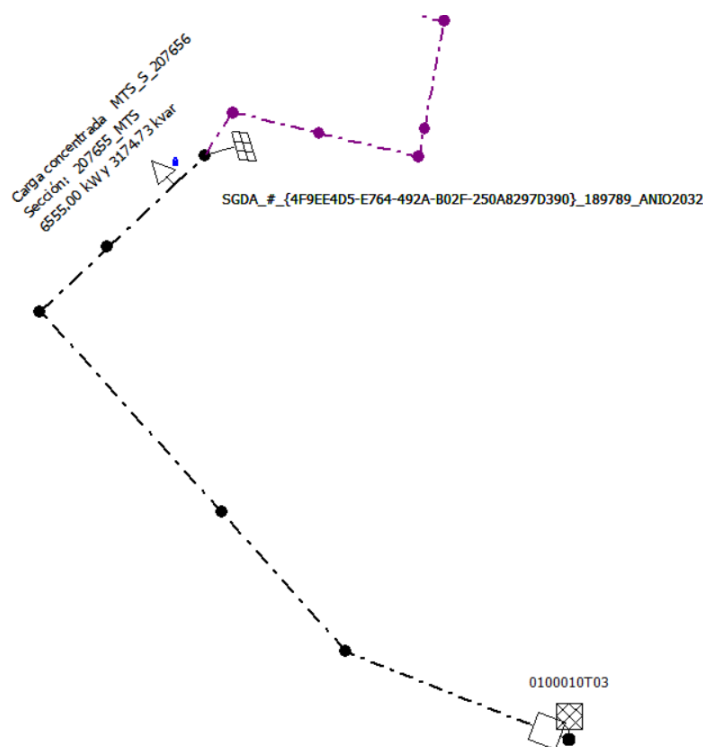 Carga concentrada MTS_S_207656
Sección: 207655_MTS
6555.00 kW y 3174.73 kvar
SGDA_#_{4F9EE4D5-E764-492A-B02F-250A8297D390}_189789_ANIO2032
0100010T03